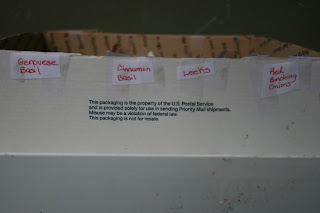 Genovese
Basil
Cinnamon
Basil
Leeks
Red
Bunching
Onions
This packaging is the property of the U.S. Postal Service
and is provided solely for use in sending Priority Mail shipments.
Misuse may be a violation of federal law.
This packaging is not for resale.